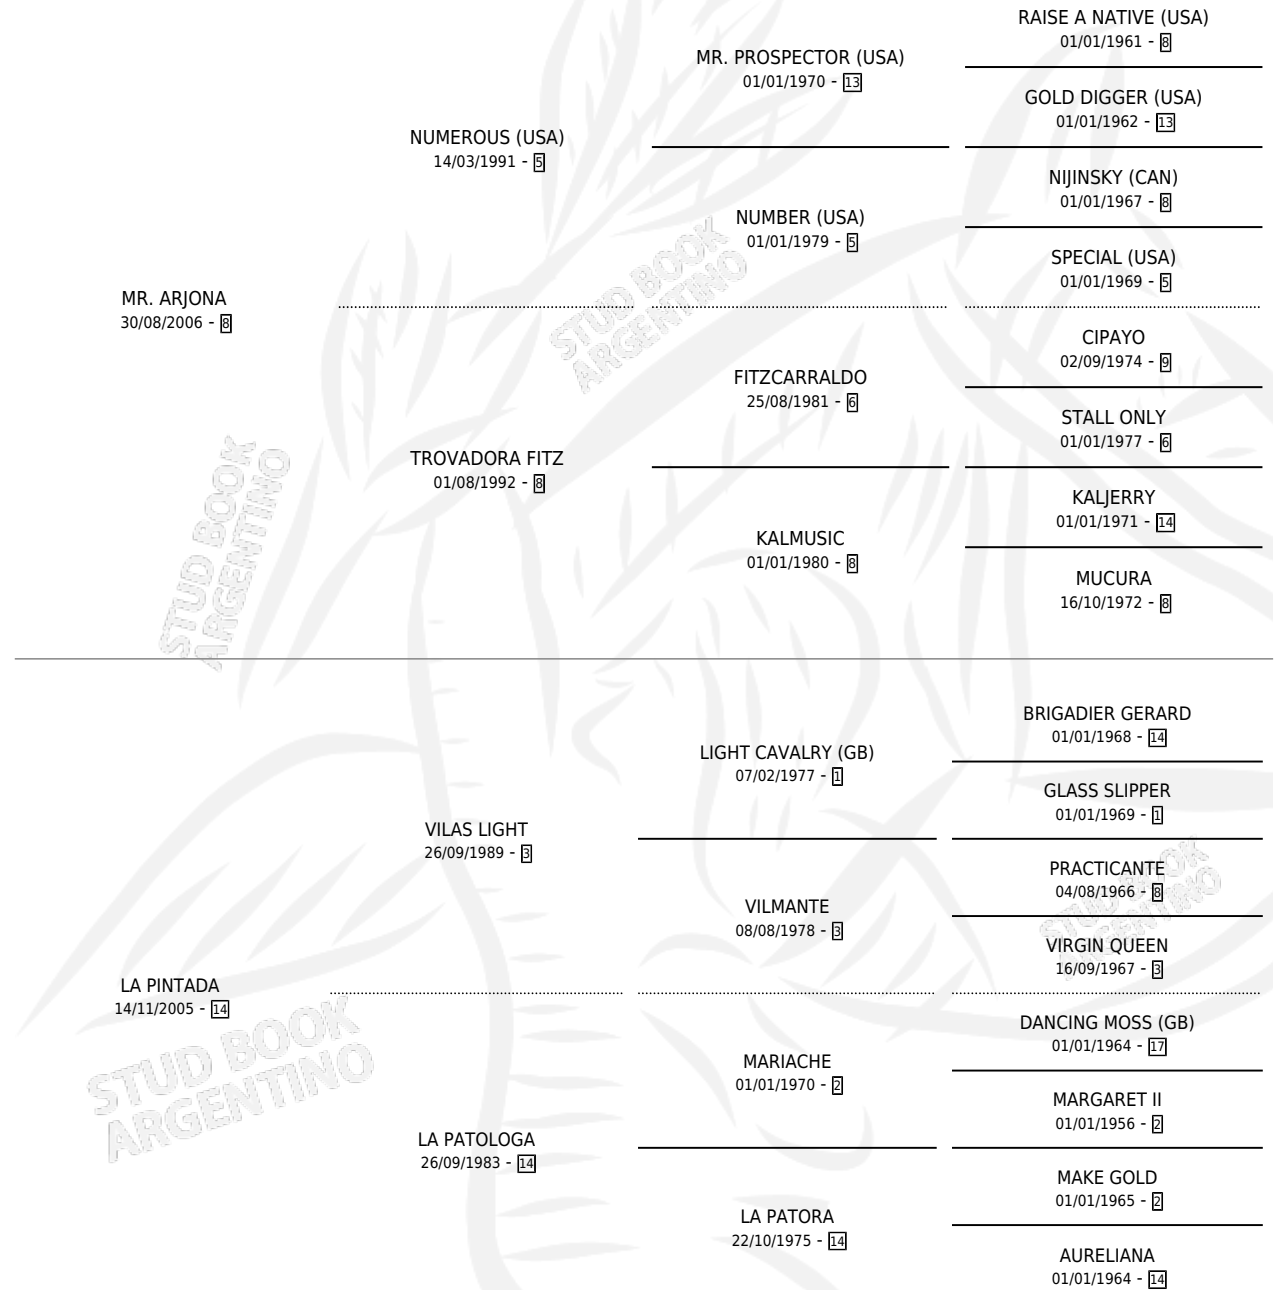 RAISE A NATIVE (USA)
01/01/1961 - 8
MR. PROSPECTOR (USA)
01/01/1970 - 13
GOLD DIGGER (USA)
01/01/1962 - 13
NUMEROUS (USA)
14/03/1991 - 5
NIJINSKY (CAN)
01/01/1967 - 8
NUMBER (USA)
01/01/1979 - 5
SPECIAL (USA)
01/01/1969 - 5
MR. ARJONA
30/08/2006 - 8
CIPAYO
02/09/1974 - 9
FITZCARRALDO
25/08/1981 - 6
STALL ONLY
01/01/1977 - 6
TROVADORA FITZ
01/08/1992 - 8
KALJERRY
01/01/1971 - 14
KALMUSIC
01/01/1980 - 8
MUCURA
16/10/1972 - 8
BRIGADIER GERARD
01/01/1968 - 14
LIGHT CAVALRY (GB)
07/02/1977 - 1
GLASS SLIPPER
01/01/1969 - 1
VILAS LIGHT
26/09/1989 - 3
PRACTICANTE
04/08/1966 - 8
VILMANTE
08/08/1978 - 3
VIRGIN QUEEN
16/09/1967 - 3
LA PINTADA
14/11/2005 - 14
DANCING MOSS (GB)
01/01/1964 - 17
MARIACHE
01/01/1970 - 2
MARGARET II
01/01/1956 - 2
LA PATOLOGA
26/09/1983 - 14
MAKE GOLD
01/01/1965 - 2
LA PATORA
22/10/1975 - 14
AURELIANA
01/01/1964 - 14
STUD BOOK
ARGENTINO
STUD BOOK
ARGENTINO
STUD BOOK
ARGENTINO
STUD BOOK
ARGENTINO